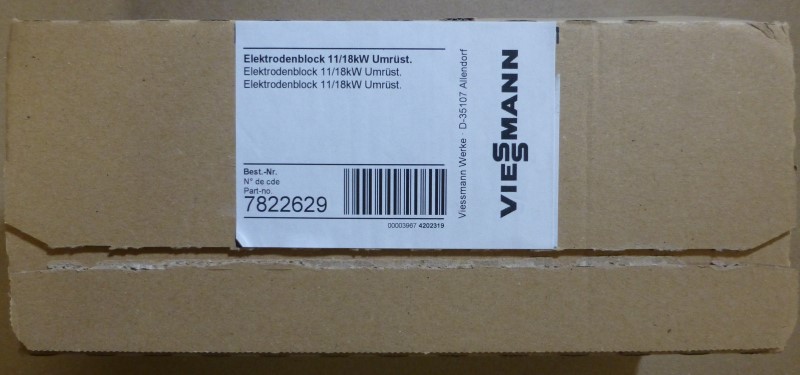 Elektrodenblock 11/18kW Umrüst.
Elektrodenblock 11/18kW Umrüst.
Elektrodenblock 11/18kW Umrüst.
Best.-Nr.
N° de cde
Part-no.
7822629
00003967 4202319
Viessmann Werke · D-35107 Allendorf
VIESSMANN